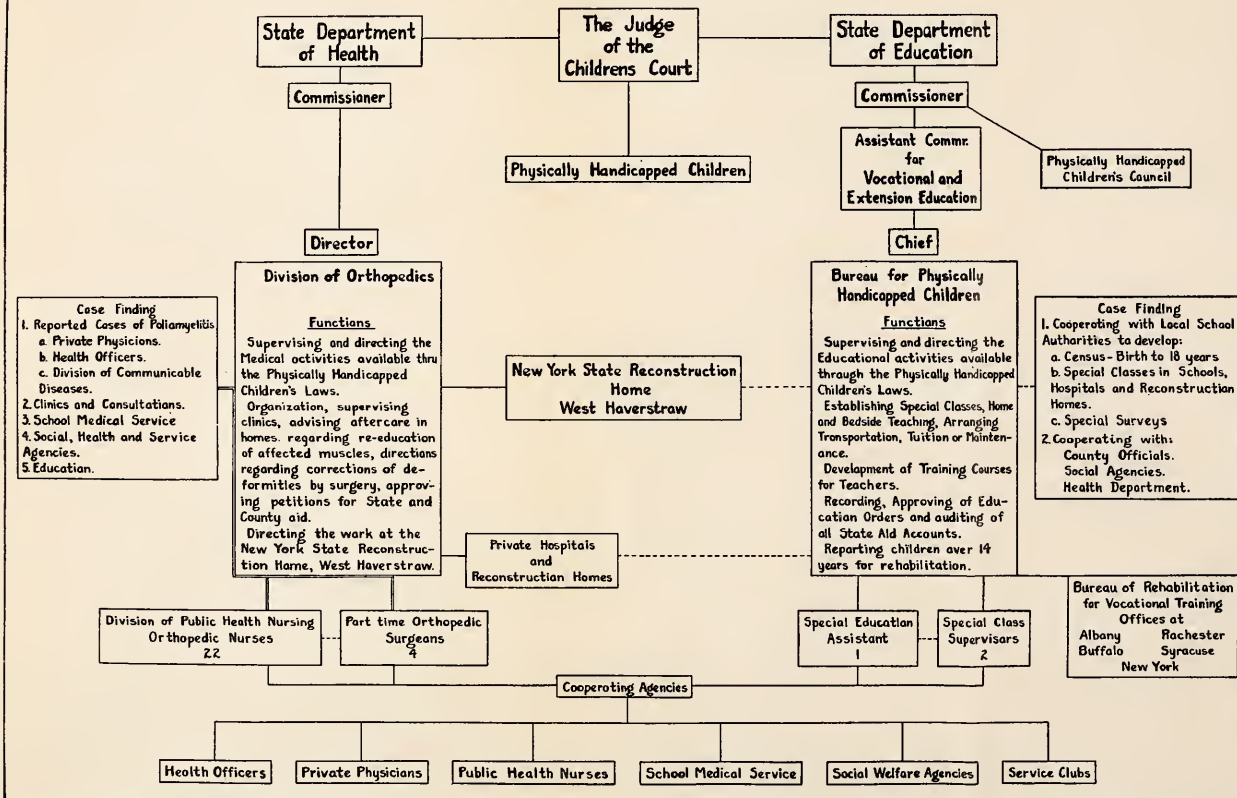 State Department
of Health
The Judge
of the
Childrens Court
State Department
of Education
Commissioner
Commissioner
Physically Handicapped Children
Assistant Commr.
for
Vocational and
Extension Education
Physically Handicapped
Children's Council
Director
Chief
Case Finding
1. Reported Cases of Poliamyelitis
a. Private Physicions.
b. Health Officers.
c. Division of Communicable
Diseases.
2. Clinics and Consultations.
3. School Medical Service
4. Social, Health and Service
Agencies.
5. Education.
Division of Orthopedics
Functions
Supervising and directing the
Medical activities available thru
the Physically Handicapped
Children's Laws.
Organization, supervising
clinics, advising aftercare in
homes. regarding re-education
of affected muscles, directions
regarding corrections of de-
formities by surgery, approv-
ing petitions for State and
County aid.
Directing the work at the
New York State Reconstruc-
tion Hame, West Haverstraw.
New York State Reconstruction
Home
West Haverstraw
Private Hospitals
and
Reconstruction Homes
Bureau for Physically
Handicapped Children
Functions
Supervising and directing the
Educational activities available
through the Physically Handicapped
Children's Laws.
Establishing Special Classes, Home
and Bedside Teaching, Arranging
Transportation, Tuition or Mainten-
ance.
Development of Training Courses
for Teachers.
Recording, Approving of Edu-
cation Orders and auditing of
all State Aid Accounts.
Reporting children over 14
years for rehabilitation.
Case Finding
1. Cooperating with Local School
Authorities to develop:
a. Census- Birth to 18 years
b. Special Classes in Schools,
Hospitals and Reconstruction
Homes.
c. Special Surveys
2. Cooperating with:
County Officials.
Social Agencies.
Health Department.
Division of Public Health Nursing
Orthopedic Nurses
22
Part time Orthopedic
Surgeans
4
Special Education
Assistant
1
Special Class
Supervisars
2
Bureau of Rehabilitation
for Vocational Training
Offices at
Albany Rachester
Buffalo Syracuse
New York
Cooperating Agencies
Health Officers
Private Physicians
Public Health Nurses
School Medical Service
Social Welfare Agencies
Service Clubs